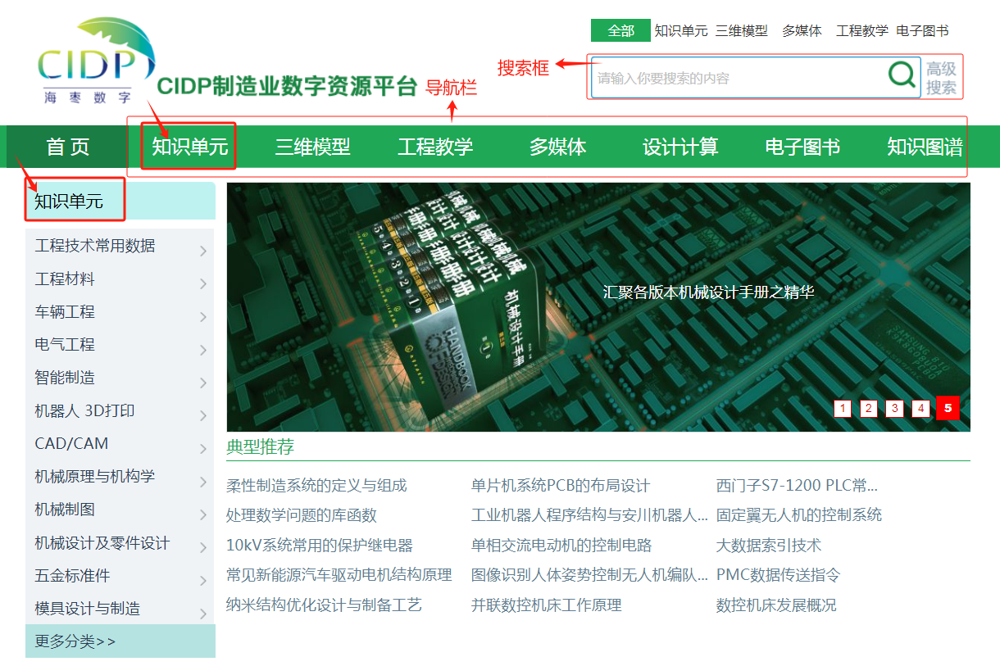 全部 知识单元 三维模型 多媒体 工程教学 电子图书
CIDP
海枣数字
CIDP制造业数字资源平台
导航栏
搜索框
请输入你要搜索的内容
高级
搜索
首页 知识单元 三维模型 工程教学 多媒体 设计计算 电子图书 知识图谱
知识单元
工程技术常用数据
工程材料
车辆工程
电气工程
智能制造
机器人 3D打印
CAD/CAM
机械原理与机构学
机械制图
机械设计及零件设计
五金标准件
模具设计与制造
更多分类>>
机械设计手册
HANDBOOK
汇聚各版本机械设计手册之精华
1 2 3 4 5
典型推荐
柔性制造系统的定义与组成 单片机系统PCB的布局设计 西门子S7-1200 PLC常...
处理数学问题的库函数 工业机器人程序结构与安川机器人... 固定翼无人机的控制系统
10kV系统常用的保护继电器 单相交流电动机的控制电路 大数据索引技术
常见新能源汽车驱动电机结构原理 图像识别人体姿势控制无人机编队... PMC数据传送指令
纳米结构优化设计与制备工艺 并联数控机床工作原理 数控机床发展概况